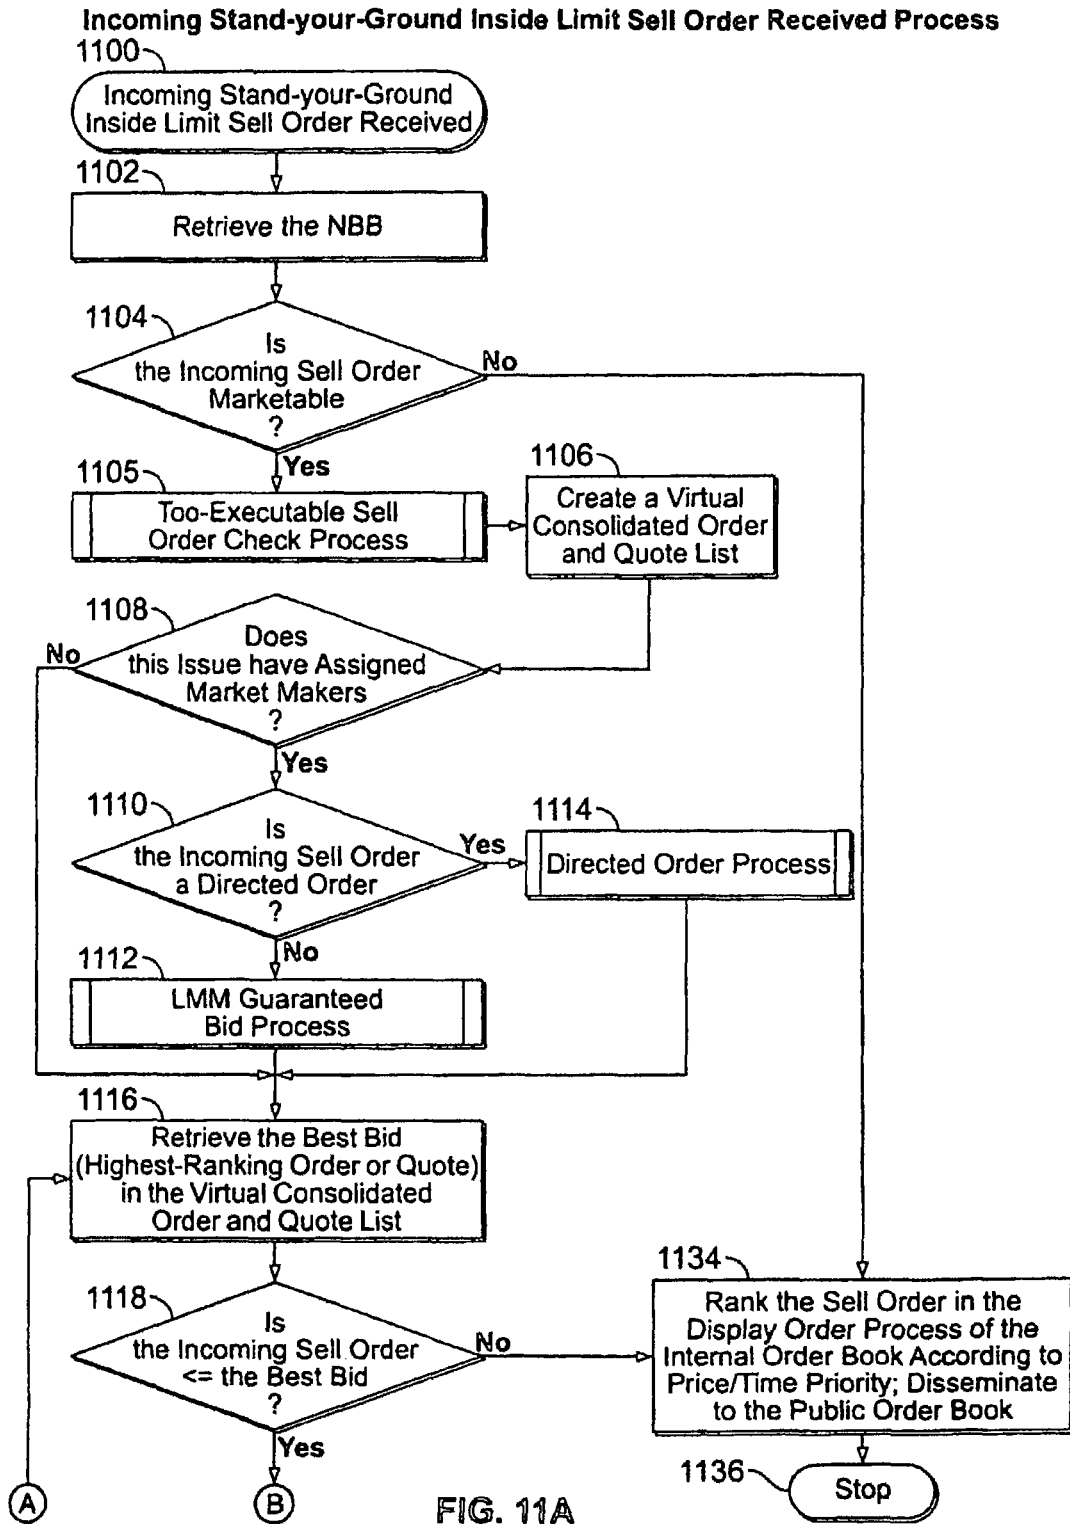 Incoming Stand-your-Ground Inside Limit Sell Order Received Process
1100
Incoming Stand-your-Ground
Inside Limit Sell Order Received
1102
Retrieve the NBB
1104
Is
the Incoming Sell Order
Marketable
?
No
Yes
1105
Too-Executable Sell
Order Check Process
1106
Create a Virtual
Consolidated Order
and Quote List
1108
Does
this Issue have Assigned
Market Makers
?
No
Yes
1110
Is
the Incoming Sell Order
a Directed Order
?
Yes
No
1114
Directed Order Process
1112
LMM Guaranteed
Bid Process
1116
Retrieve the Best Bid
(Highest-Ranking Order or Quote)
in the Virtual Consolidated
Order and Quote List
1118
Is
the Incoming Sell Order
<= the Best Bid
?
No
Yes
1134
Rank the Sell Order in the
Display Order Process of the
Internal Order Book According to
Price/Time Priority; Disseminate
to the Public Order Book
1136
Stop
A
B
FIG. 11A